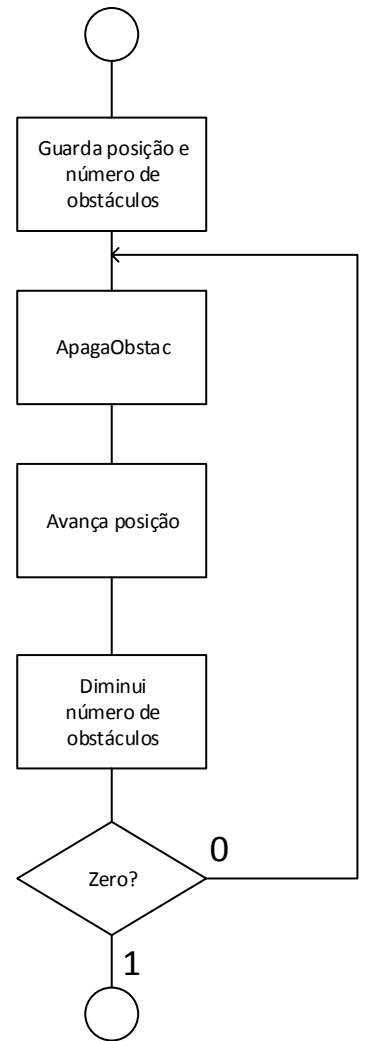 Guarda posição e
número de
obstáculos
ApagaObstac
Avança posição
Diminui
número de
obstáculos
Zero?
0
1